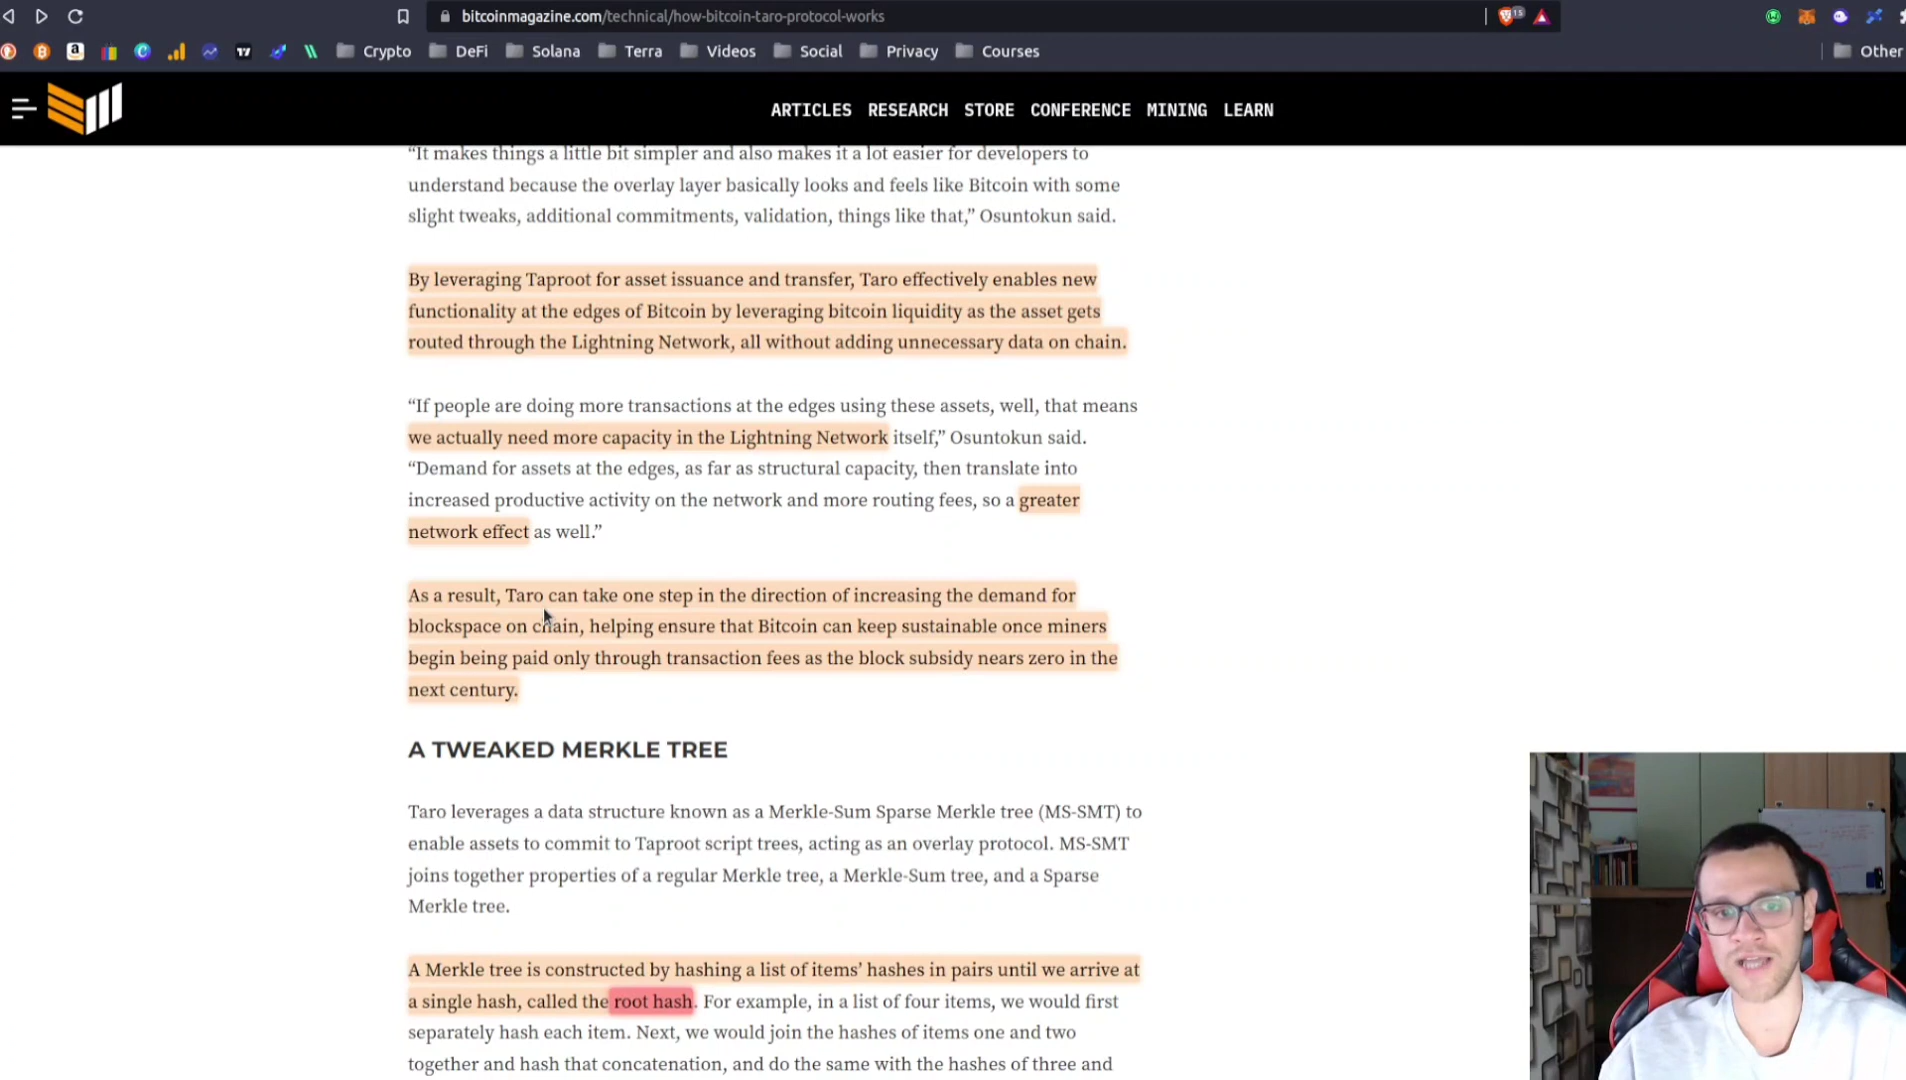 bitcoinmagazine.com/technical/how-bitcoin-taro-protocol-works
15
Crypto
DeFi
Solana
Terra
Videos
Social
Privacy
Courses
Other
ARTICLES RESEARCH STORE CONFERENCE MINING LEARN
“It makes things a little bit simpler and also makes it a lot easier for developers to
understand because the overlay layer basically looks and feels like Bitcoin with some
slight tweaks, additional commitments, validation, things like that,” Osuntokun said.
By leveraging Taproot for asset issuance and transfer, Taro effectively enables new
functionality at the edges of Bitcoin by leveraging bitcoin liquidity as the asset gets
routed through the Lightning Network, all without adding unnecessary data on chain.
“If people are doing more transactions at the edges using these assets, well, that means
we actually need more capacity in the Lightning Network itself,” Osuntokun said.
“Demand for assets at the edges, as far as structural capacity, then translate into
increased productive activity on the network and more routing fees, so a greater
network effect as well.”
As a result, Taro can take one step in the direction of increasing the demand for
blockspace on chain, helping ensure that Bitcoin can keep sustainable once miners
begin being paid only through transaction fees as the block subsidy nears zero in the
next century.
A TWEAKED MERKLE TREE
Taro leverages a data structure known as a Merkle-Sum Sparse Merkle tree (MS-SMT) to
enable assets to commit to Taproot script trees, acting as an overlay protocol. MS-SMT
joins together properties of a regular Merkle tree, a Merkle-Sum tree, and a Sparse
Merkle tree.
A Merkle tree is constructed by hashing a list of items’ hashes in pairs until we arrive at
a single hash, called the root hash. For example, in a list of four items, we would first
separately hash each item. Next, we would join the hashes of items one and two
together and hash that concatenation, and do the same with the hashes of three and